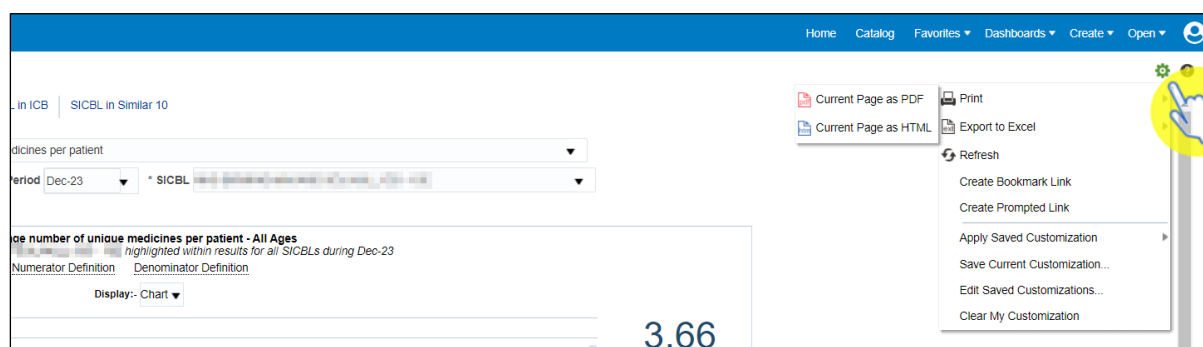 Home Catalog Favorites Dashboards Create Open
in ICB SICBL in Similar 10
Current Page as PDF
Current Page as HTML
Print
Export to Excel
Refresh
Create Bookmark Link
Create Prompted Link
Apply Saved Customization
Save Current Customization...
Edit Saved Customizations...
Clear My Customization
dicines per patient
eriod Dec-23 * SICBL
ge number of unique medicines per patient - All Ages
highlighted within results for all SICBLs during Dec-23
Numerator Definition Denominator Definition
Display:- Chart
3.66